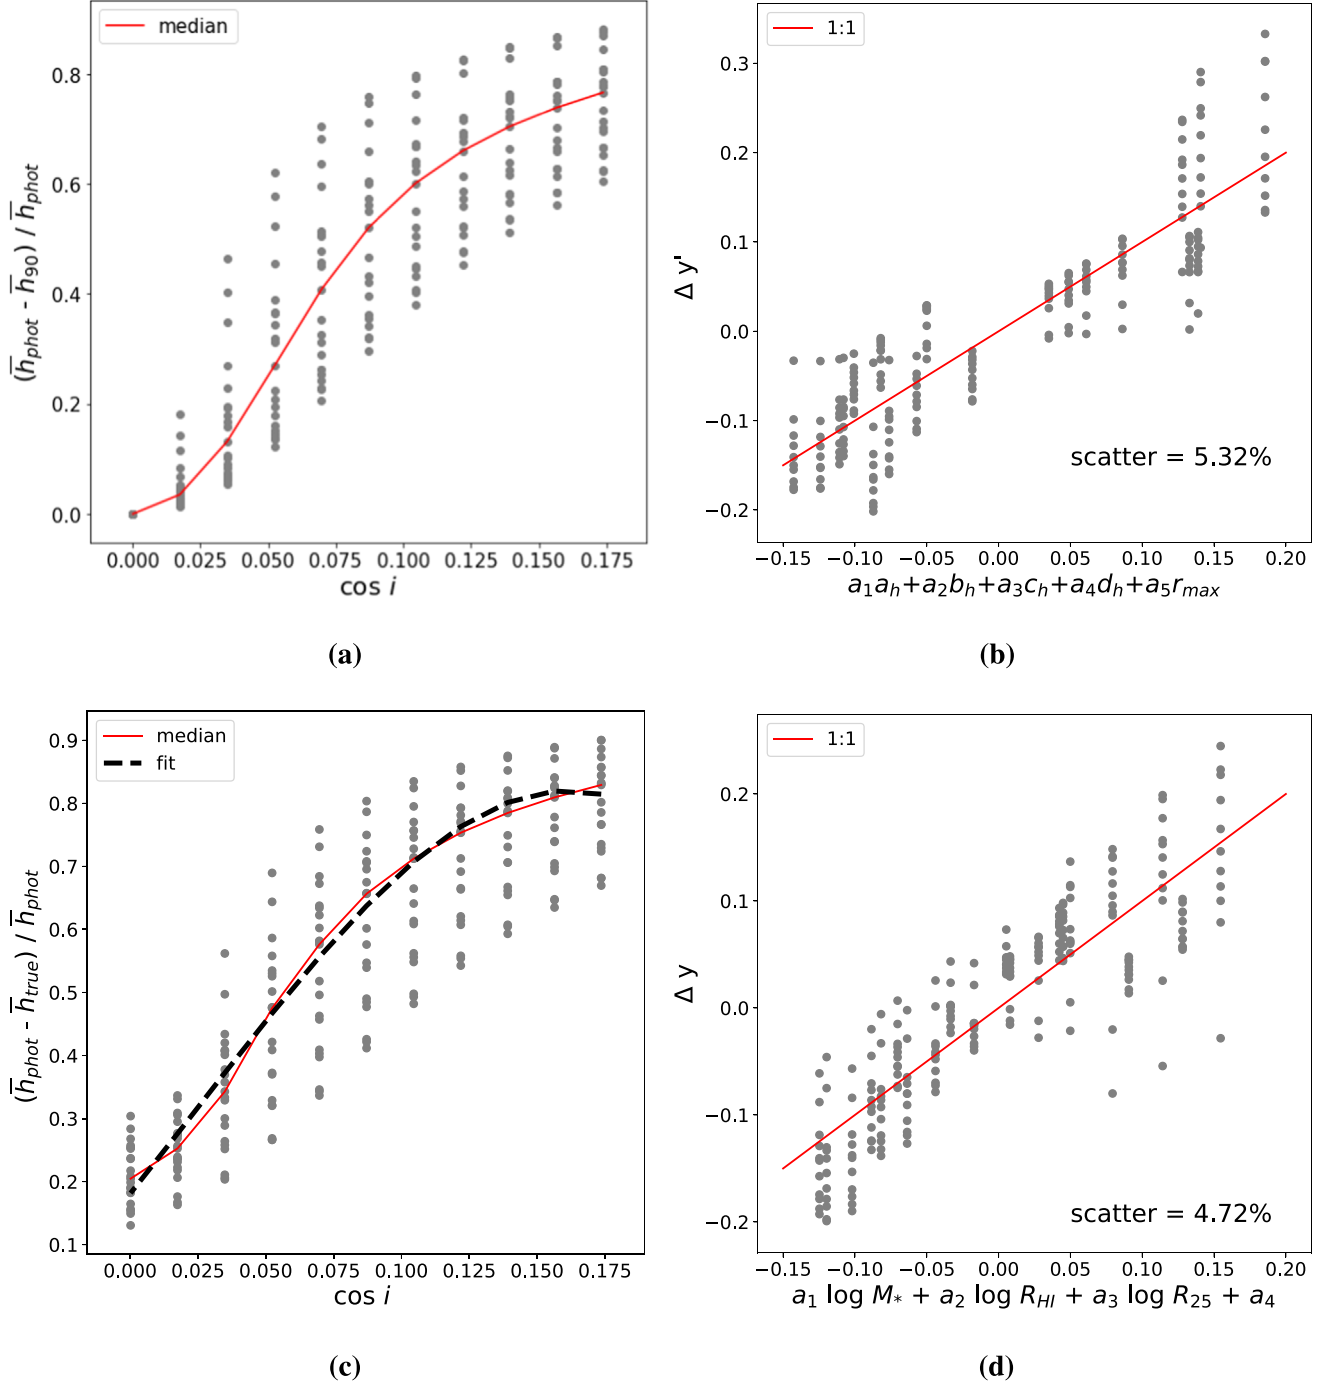 median
0.8
0.6
0.4
0.2
0.0
(h̅phot - h̅90) / h̅phot
0.000 0.025 0.050 0.075 0.100 0.125 0.150 0.175
cos i
(a)
1:1
0.3
0.2
0.1
0.0
−0.1
−0.2
Δ y'
scatter = 5.32%
−0.15 −0.10 −0.05 0.00 0.05 0.10 0.15 0.20
a1ah+a2bh+a3ch+a4dh+a5rmax
(b)
median
fit
0.9
0.8
0.7
0.6
0.5
0.4
0.3
0.2
0.1
(h̅phot - h̅true) / h̅phot
0.000 0.025 0.050 0.075 0.100 0.125 0.150 0.175
cos i
(c)
1:1
0.2
0.1
0.0
−0.1
−0.2
Δ y
scatter = 4.72%
−0.15 −0.10 −0.05 0.00 0.05 0.10 0.15 0.20
a1 log M* + a2 log RHI + a3 log R25 + a4
(d)